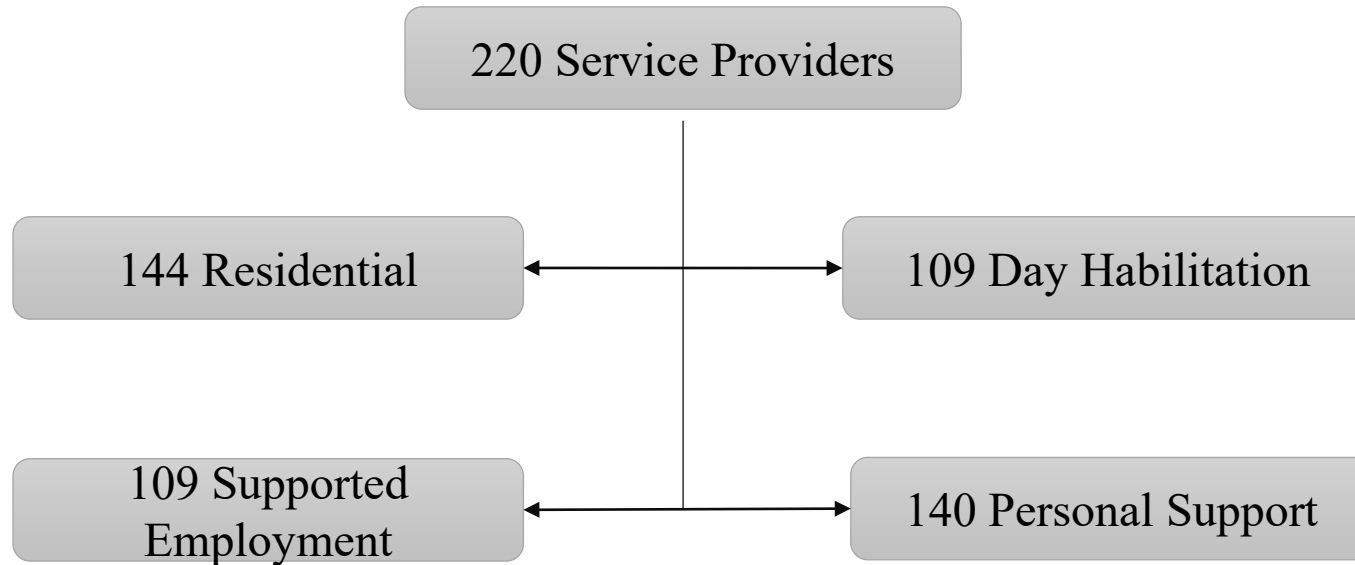 220 Service Providers
144 Residential
109 Day Habilitation
109 Supported
Employment
140 Personal Support